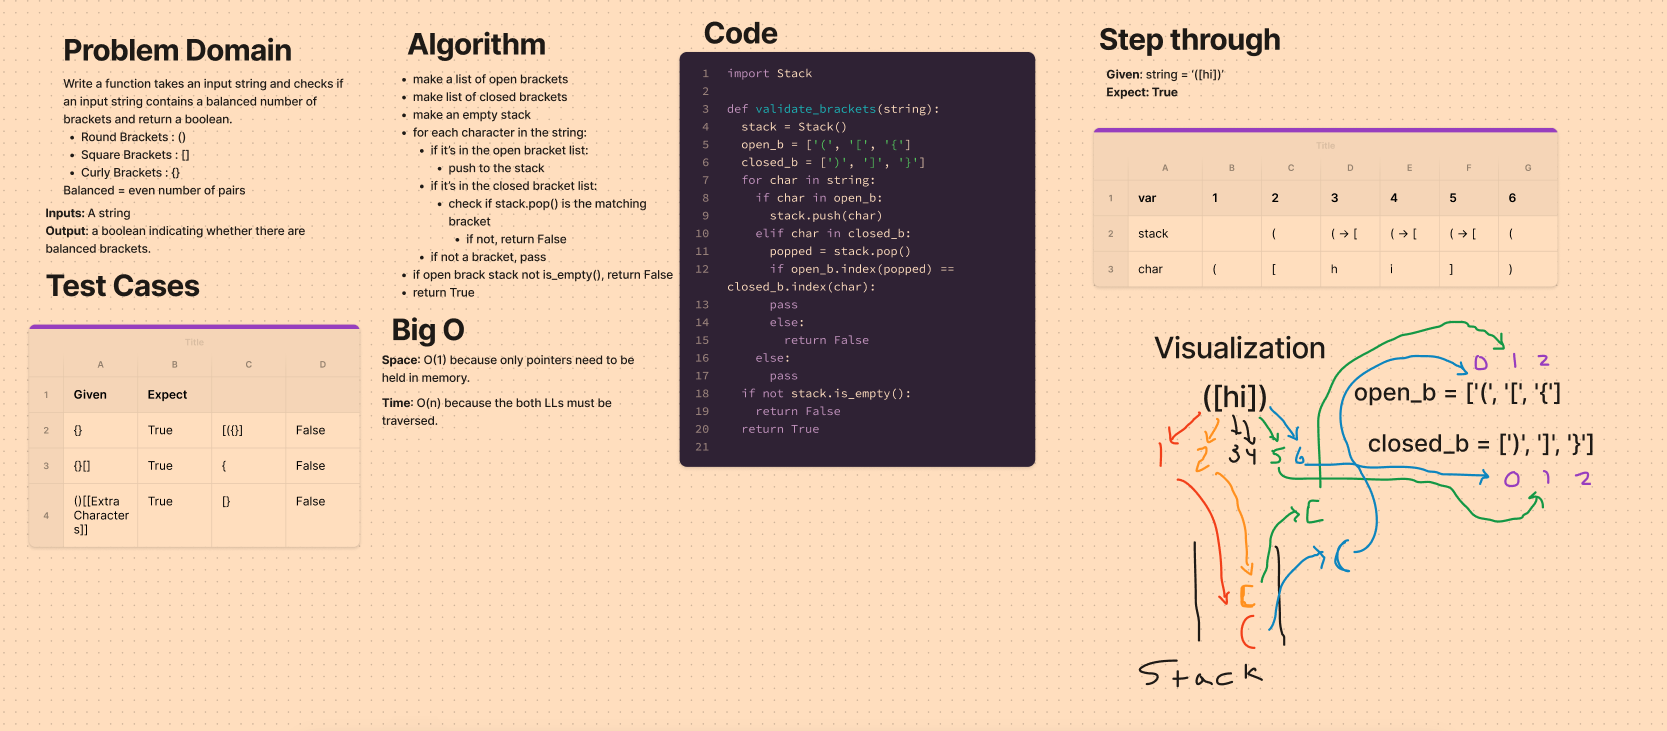 Problem Domain
Write a function takes an input string and checks if
an input string contains a balanced number of
brackets and return a boolean.
• Round Brackets : ()
• Square Brackets : []
• Curly Brackets : {}
Balanced = even number of pairs
Inputs: A string
Output: a boolean indicating whether there are
balanced brackets.
Test Cases
Title
A B C D
1 Given Expect
2 {} True [({}] False
3 {}[] True { False
4 ()[[Extra
Character
s]] True [} False
Algorithm
• make a list of open brackets
• make list of closed brackets
• make an empty stack
• for each character in the string:
• if it's in the open bracket list:
• push to the stack
• if it's in the closed bracket list:
• check if stack.pop() is the matching
bracket
• if not, return False
• if not a bracket, pass
• if open brack stack not is_empty(), return False
• return True
Big O
Space: O(1) because only pointers need to be
held in memory.
Time: O(n) because the both LLs must be
traversed.
Code
1 import Stack
2
3 def validate_brackets(string):
4 stack = Stack()
5 open_b = ['(', '[', '{']
6 closed_b = [')', ']', '}']
7 for char in string:
8 if char in open_b:
9 stack.push(char)
10 elif char in closed_b:
11 popped = stack.pop()
12 if open_b.index(popped) ==
closed_b.index(char):
13 pass
14 else:
15 return False
16 else:
17 pass
18 if not stack.is_empty():
19 return False
20 return True
21
Step through
Given: string = '([hi])'
Expect: True
Title
A B C D E F G
1 var 1 2 3 4 5 6
2 stack ( ( → [ ( → [ ( → [ (
3 char ( [ h i ] )
Visualization
([hi])
1 2 3 4 5 6
0 1 2
open_b = ['(', '[', '{']
closed_b = [')', ']', '}']
0 1 2
[
(
[
(
Stack